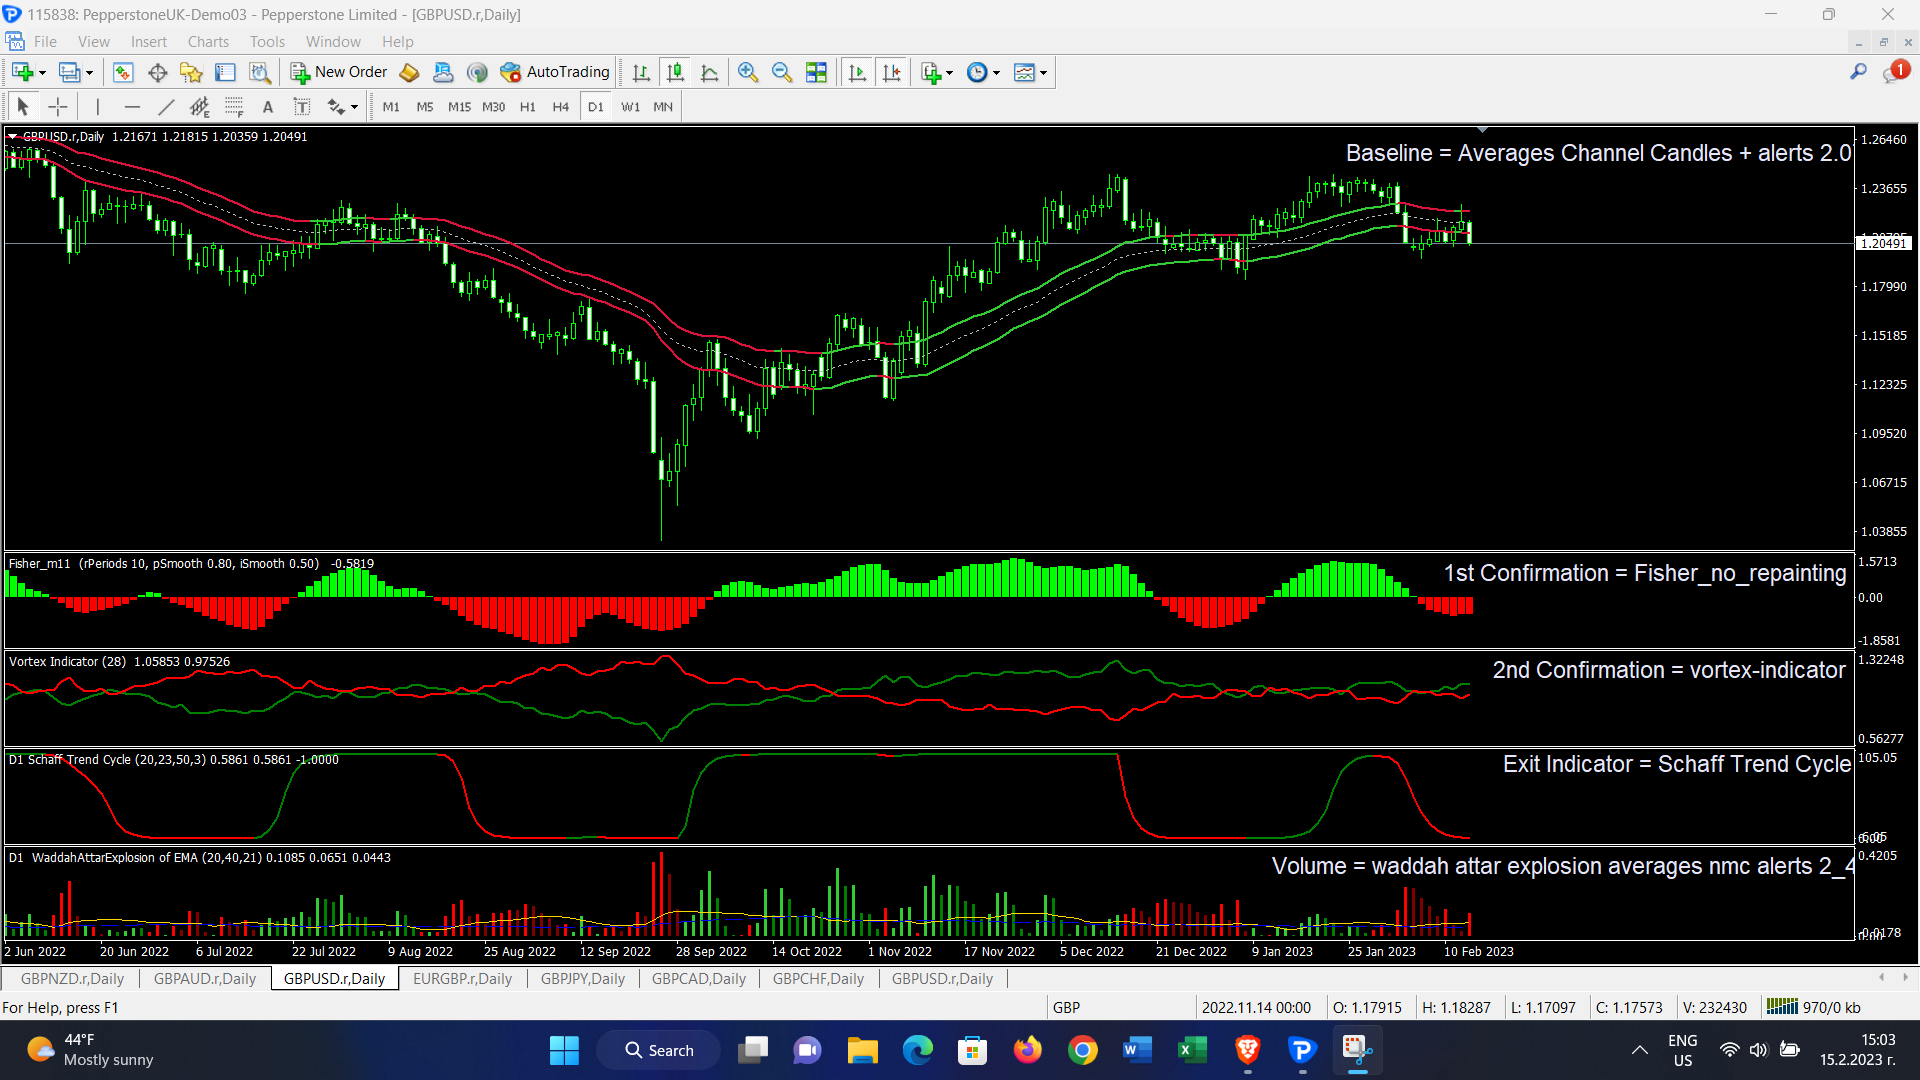 115838: PepperstoneUK-Demo03 - Pepperstone Limited - [GBPUSD.r,Daily]
File View Insert Charts Tools Window Help
New Order AutoTrading 1
A T M1 M5 M15 M30 H1 H4 D1 W1 MN
GBPUSD.r,Daily 1.21671 1.21815 1.20359 1.20491
Baseline = Averages Channel Candles + alerts 2.0
1.26460
1.23655
1.20491
1.17990
1.15185
1.12325
1.09520
1.06715
1.03855
Fisher_m11 (rPeriods 10, pSmooth 0.80, iSmooth 0.50) -0.5819
1st Confirmation = Fisher_no_repainting
1.5713
0.00
-1.8581
Vortex Indicator (28) 1.05853 0.97526
2nd Confirmation = vortex-indicator
1.32248
0.56277
D1 Schaff Trend Cycle (20,23,50,3) 0.5861 0.5861 -1.0000
Exit Indicator = Schaff Trend Cycle
105.05
D1 WaddahAttarExplosion of EMA (20,40,21) 0.1085 0.0651 0.0443
Volume = waddah attar explosion averages nmc alerts 2_4
0.4205
-0.0178
2 Jun 2022 20 Jun 2022 6 Jul 2022 22 Jul 2022 9 Aug 2022 25 Aug 2022 12 Sep 2022 28 Sep 2022 14 Oct 2022 1 Nov 2022 17 Nov 2022 5 Dec 2022 21 Dec 2022 9 Jan 2023 25 Jan 2023 10 Feb 2023
GBPNZD.r,Daily GBPAUD.r,Daily GBPUSD.r,Daily EURGBP.r,Daily GBPJPY,Daily GBPCAD,Daily GBPCHF,Daily GBPUSD.r,Daily
For Help, press F1 GBP 2022.11.14 00:00 O: 1.17915 H: 1.18287 L: 1.17097 C: 1.17573 V: 232430 970/0 kb
44°F
Mostly sunny
Search
ENG
US
15:03
15.2.2023 г.